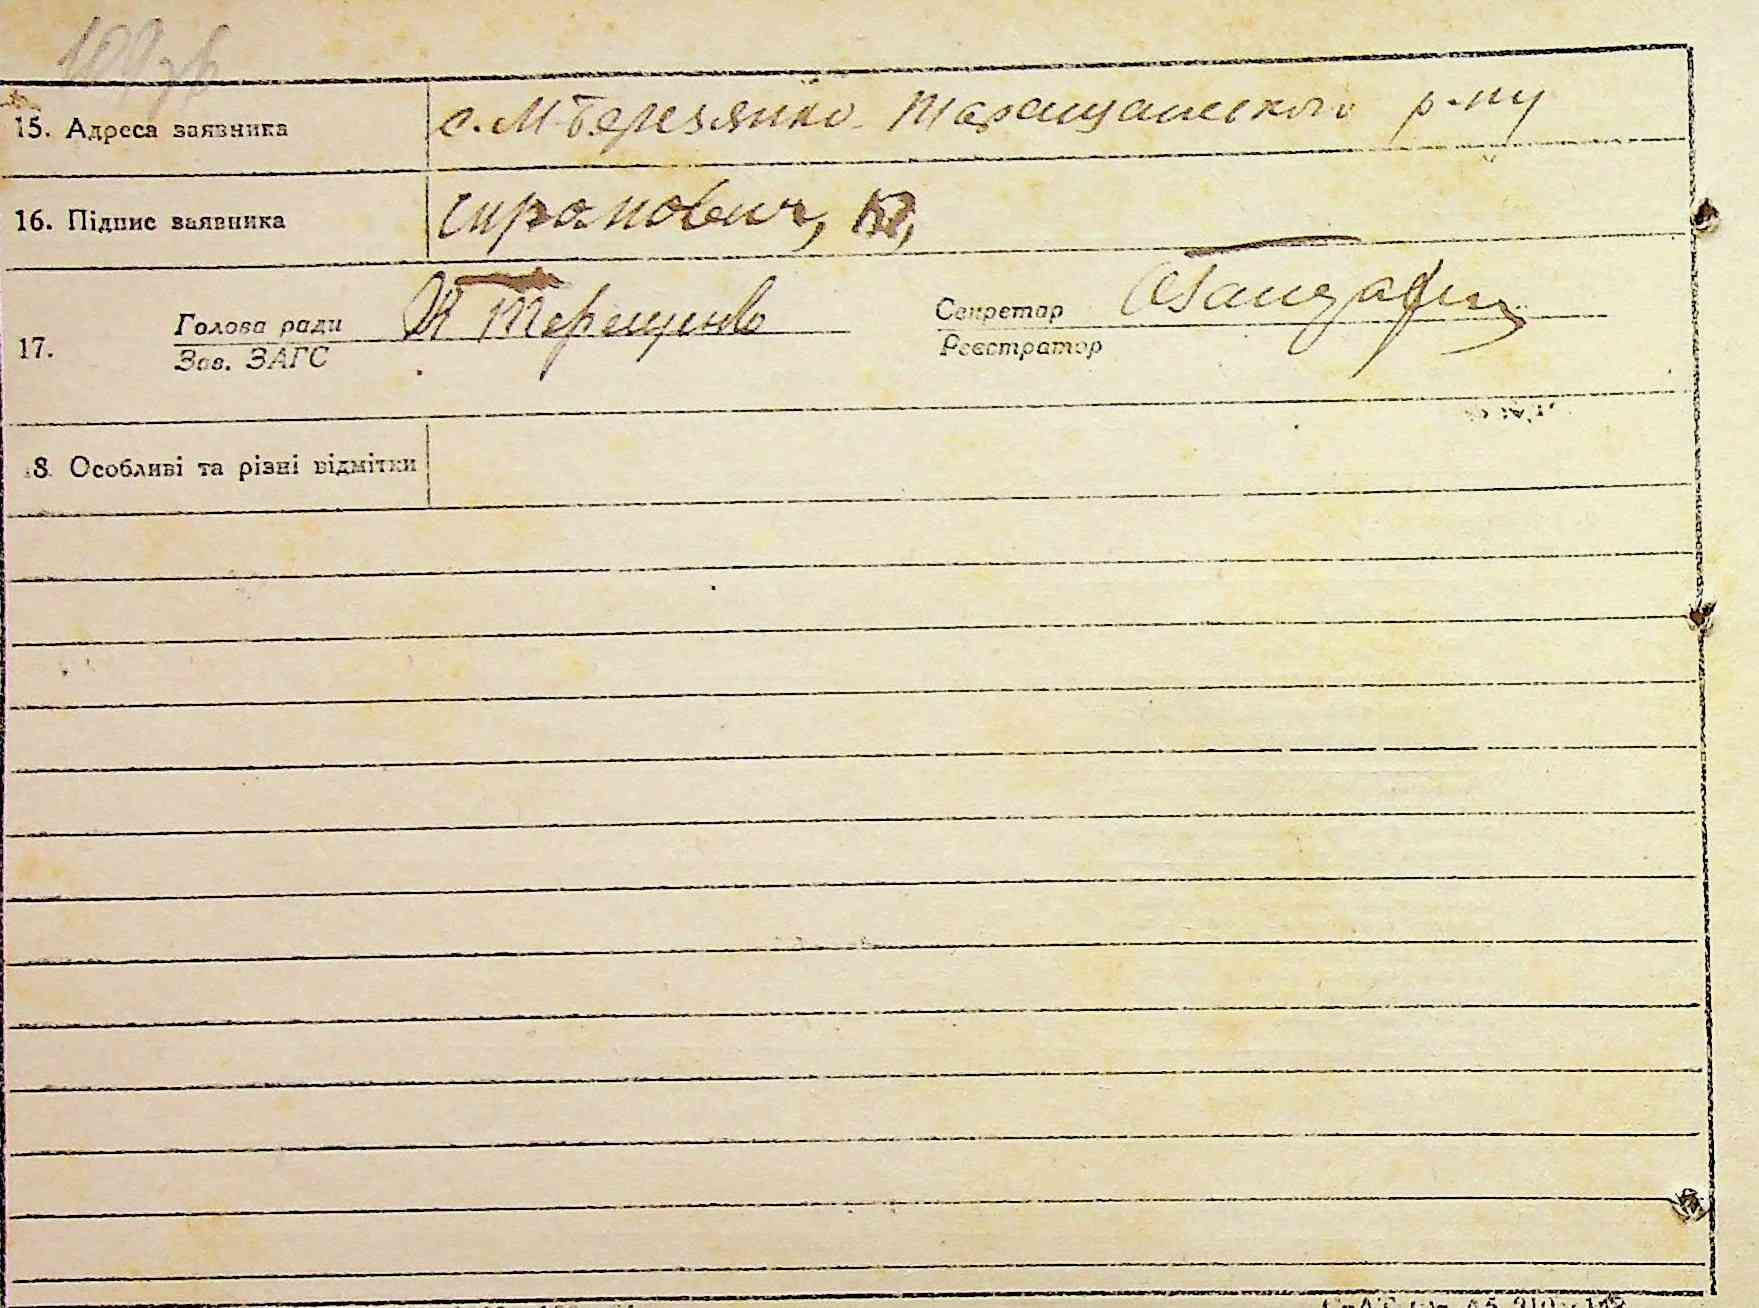 15. Адреса заявника с. М-Березянка Таращанського р-ну
16. Підпис заявника
17. Голова ради Терещенко Секретар
Зав. ЗАГС Реєстратор
8. Особливі та різні відмітки